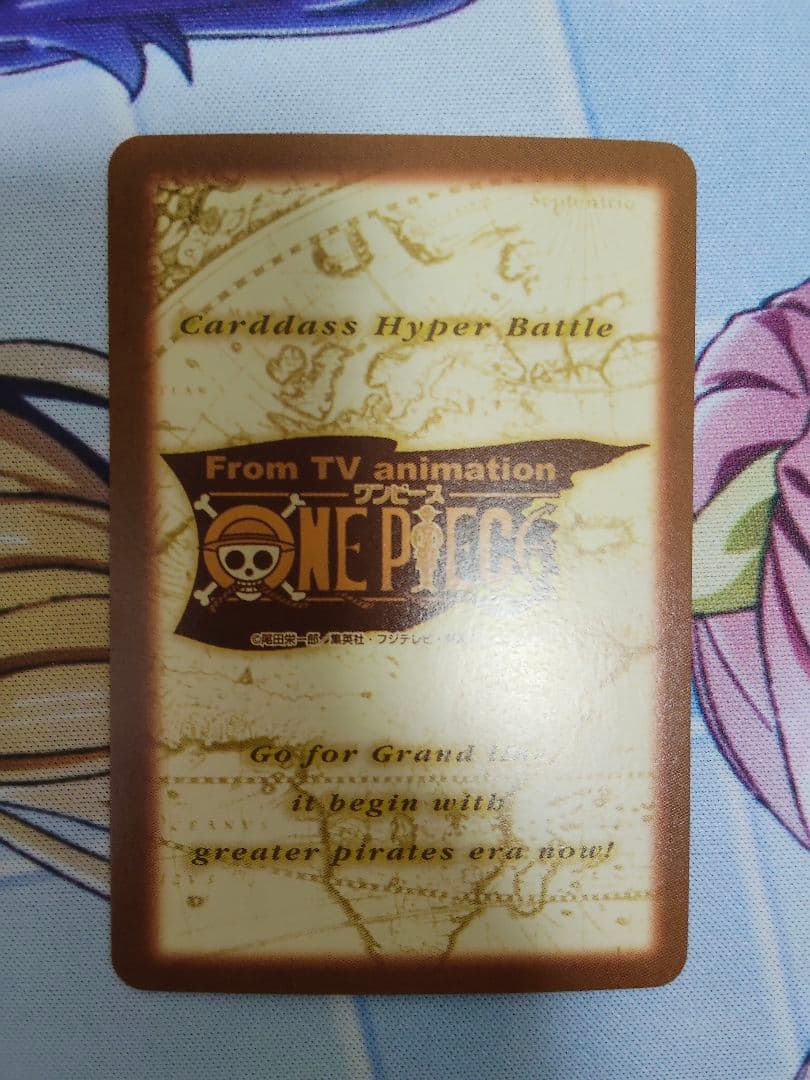 Septentrio
Carddass Hyper Battle
From TV animation
ワンピース
ONE PIECE
©尾田栄一郎・集英社・フジテレビ・
Go for Grand line,
it begin with
greater pirates era now!